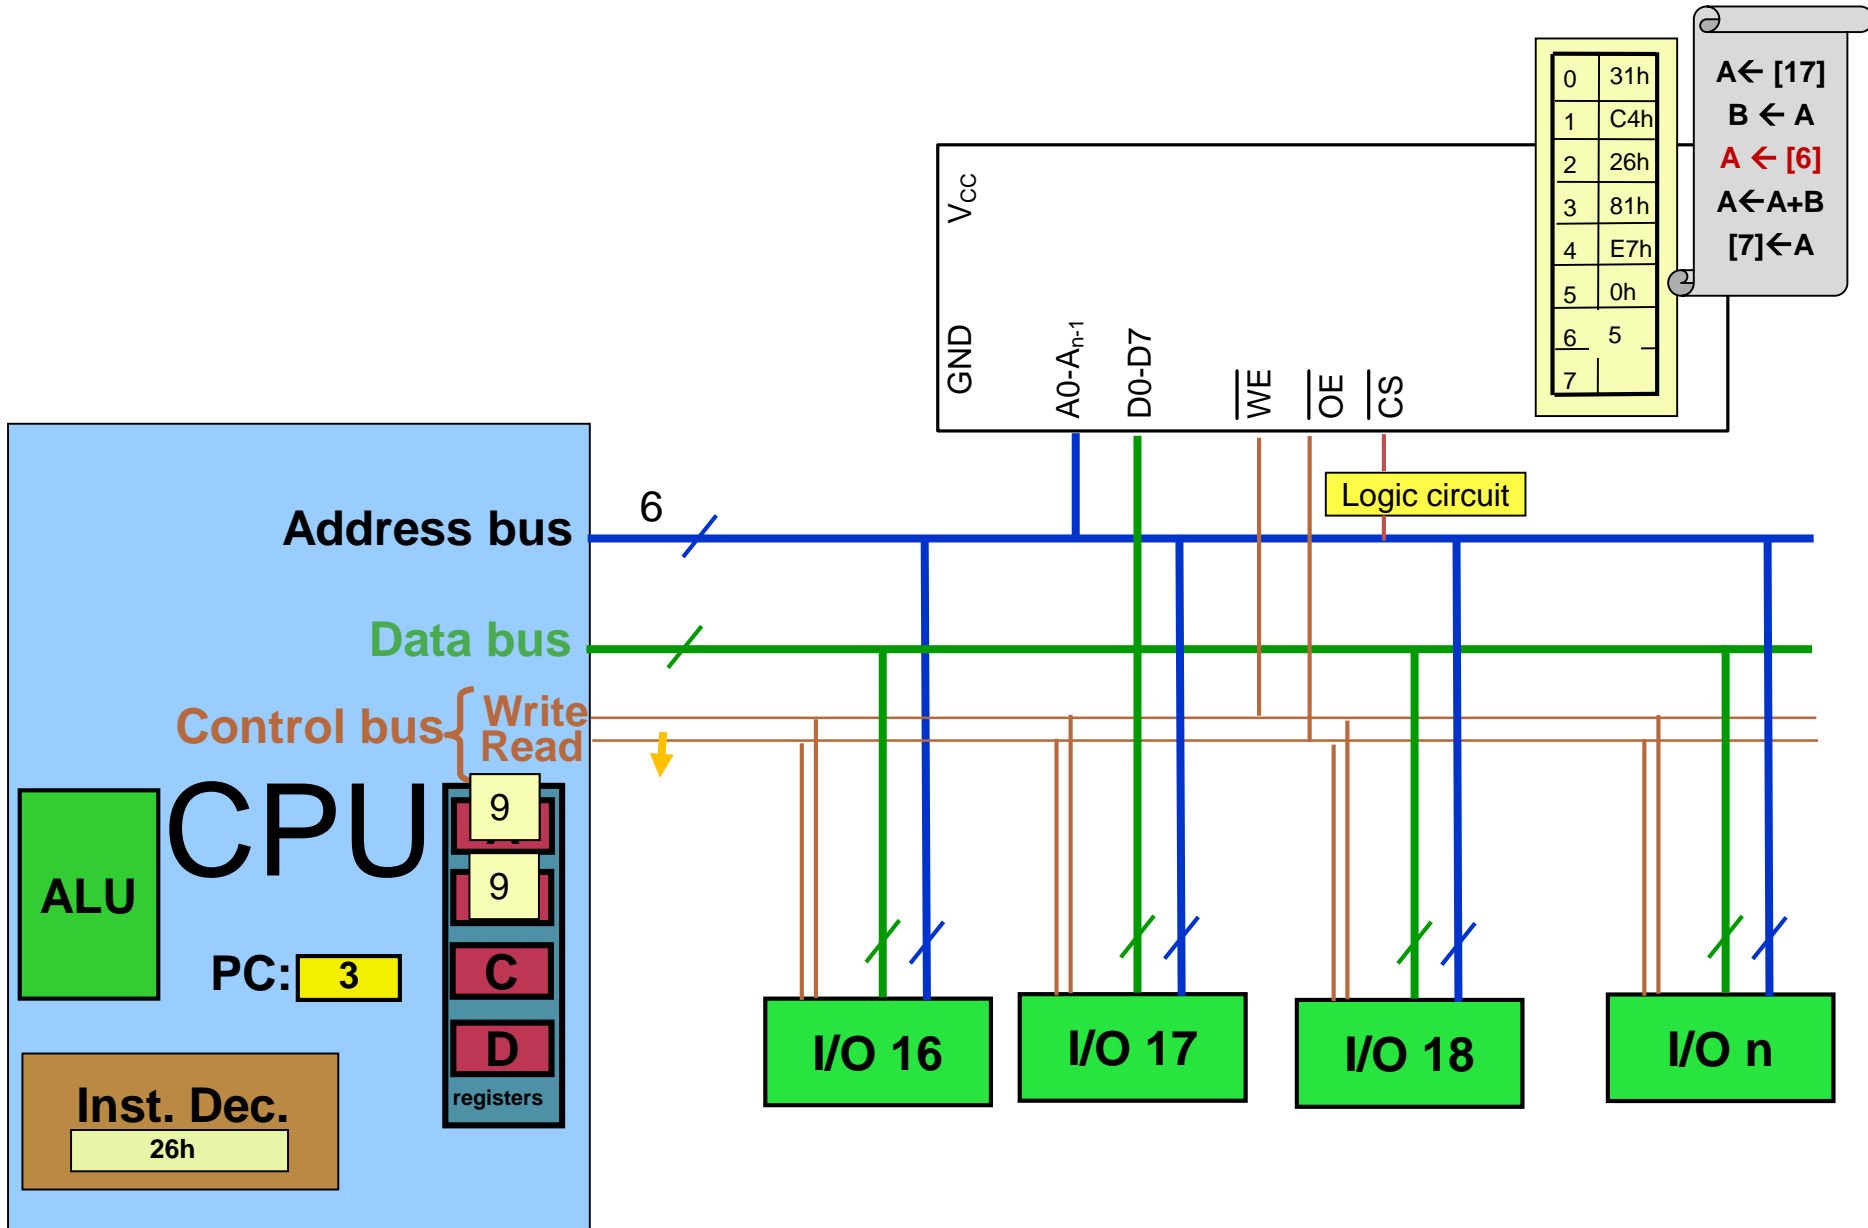 A← [17]
B ← A
A ← [6]
A←A+B
[7]←A
0 31h
1 C4h
2 26h
3 81h
4 E7h
5 0h
6 5
7
VCC
GND
A0-An-1
D0-D7
WE
OE
CS
Logic circuit
6
Address bus
Data bus
Control bus
Write
Read
CPU
ALU
9
9
C
D
registers
PC: 3
Inst. Dec.
26h
I/O 16
I/O 17
I/O 18
I/O n